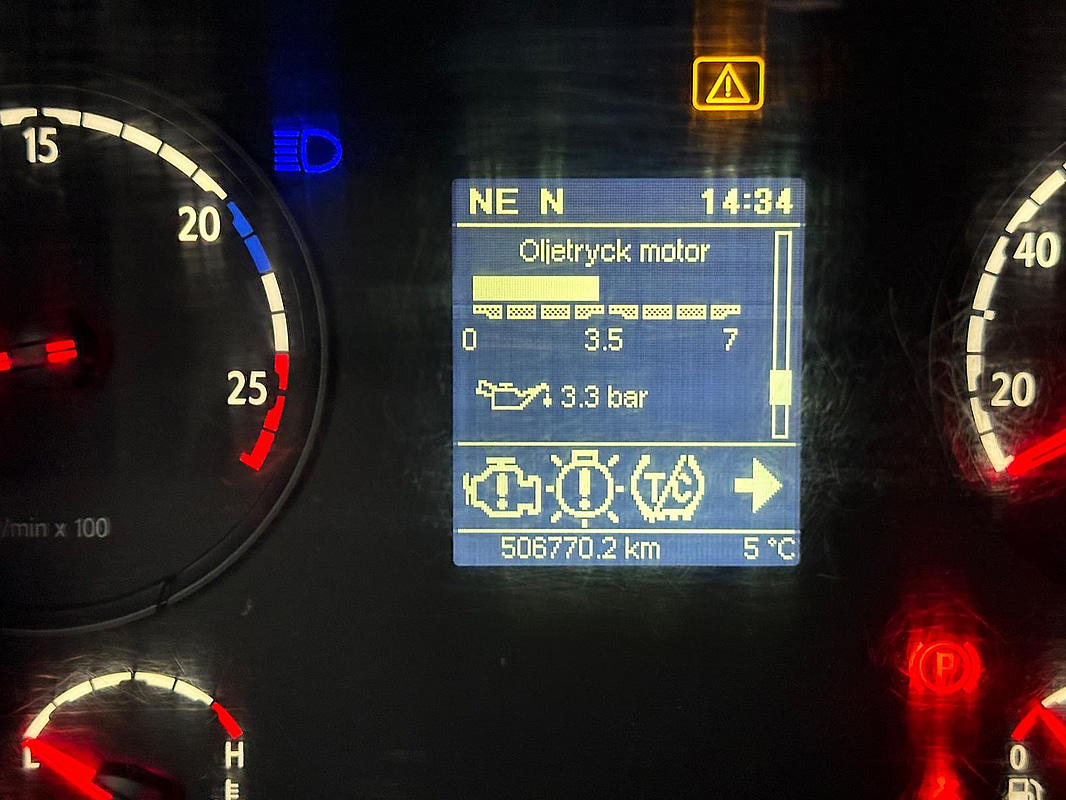 NE N 14:34
Oljetryck motor
0 3.5 7
3.3 bar
506770.2 km 5 °C
15
20
25
/min x 100
40
20
L H
P
0